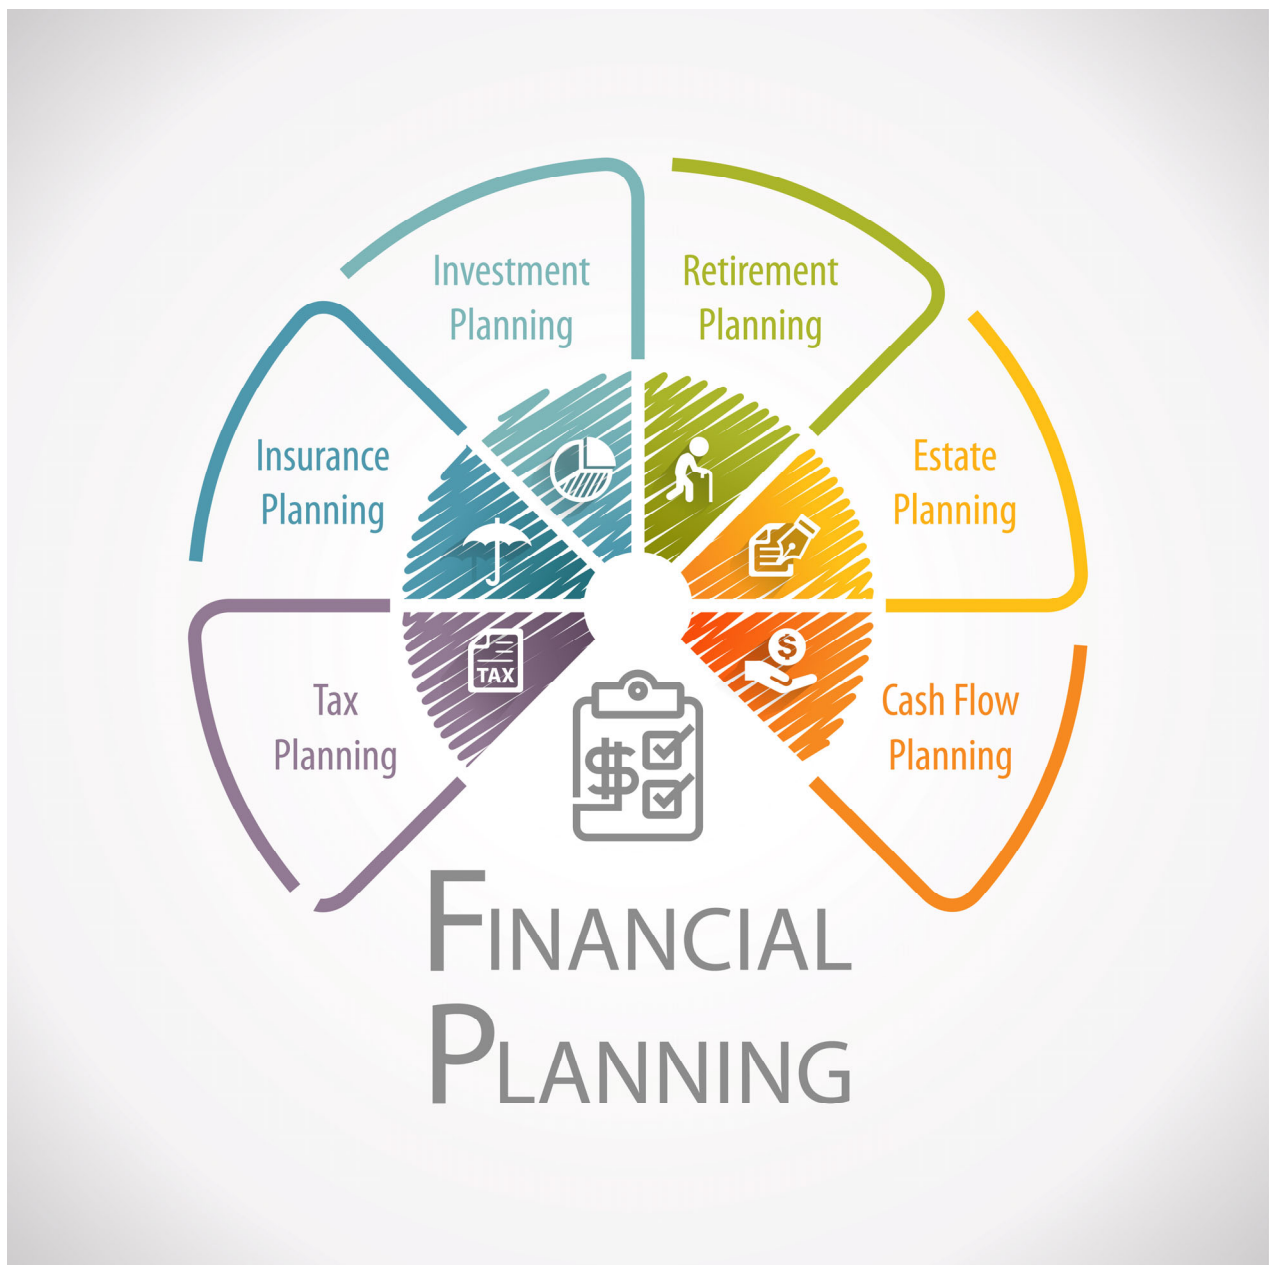 Investment
Planning
Retirement
Planning
Insurance
Planning
Estate
Planning
Tax
Planning
TAX
$
Cash Flow
Planning
$
FINANCIAL
PLANNING